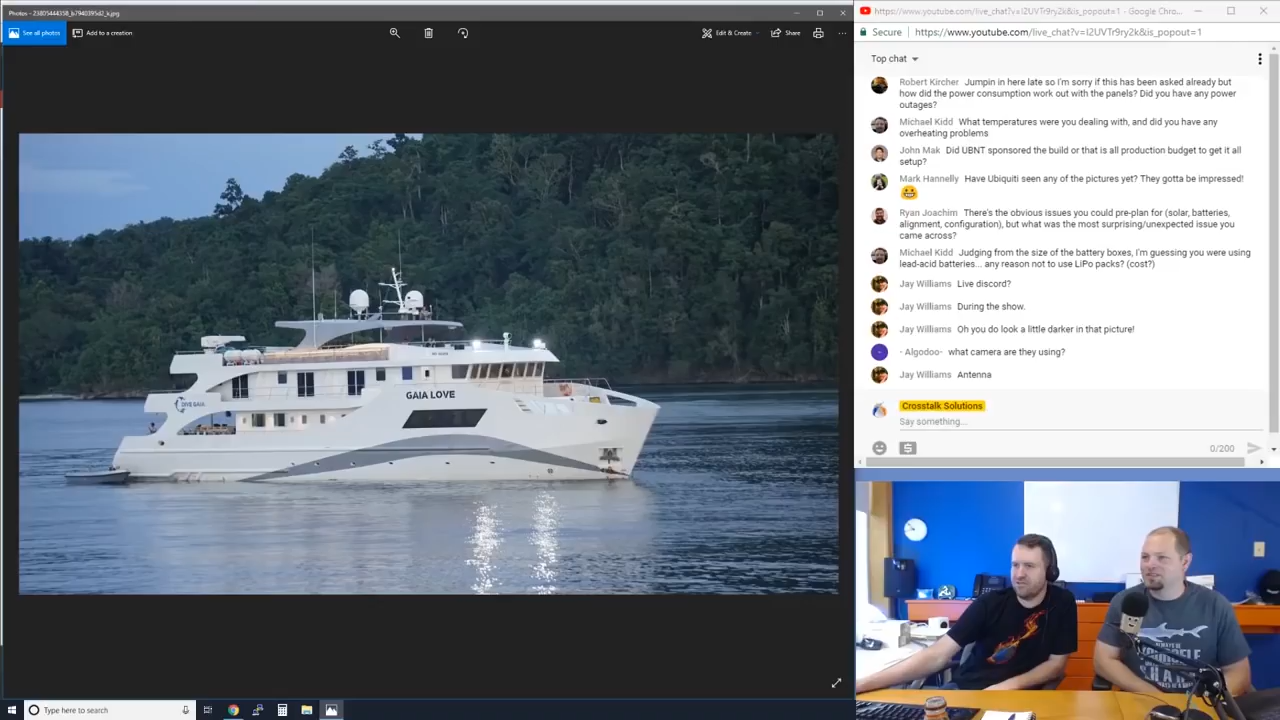 Photos - 23805444358_b7940395d2_k.jpg
See all photos
Add to a creation
Edit & Create
Share
GAIA LOVE
DIVE GAIA
Type here to search
https://www.youtube.com/live_chat?v=I2UVTr9ry2k&is_popout=1 - Google Chro...
Secure
https://www.youtube.com/live_chat?v=I2UVTr9ry2k&is_popout=1
Top chat
Robert Kircher Jumpin in here late so I'm sorry if this has been asked already but
how did the power consumption work out with the panels? Did you have any power
outages?
Michael Kidd What temperatures were you dealing with, and did you have any
overheating problems
John Mak Did UBNT sponsored the build or that is all production budget to get it all
setup?
Mark Hannelly Have Ubiquiti seen any of the pictures yet? They gotta be impressed!
Ryan Joachim There's the obvious issues you could pre-plan for (solar, batteries,
alignment, configuration), but what was the most surprising/unexpected issue you
came across?
Michael Kidd Judging from the size of the battery boxes, I'm guessing you were using
lead-acid batteries... any reason not to use LiPo packs? (cost?)
Jay Williams Live discord?
Jay Williams During the show.
Jay Williams Oh you do look a little darker in that picture!
- Algodoo- what camera are they using?
Jay Williams Antenna
Crosstalk Solutions
Say something...
0/200